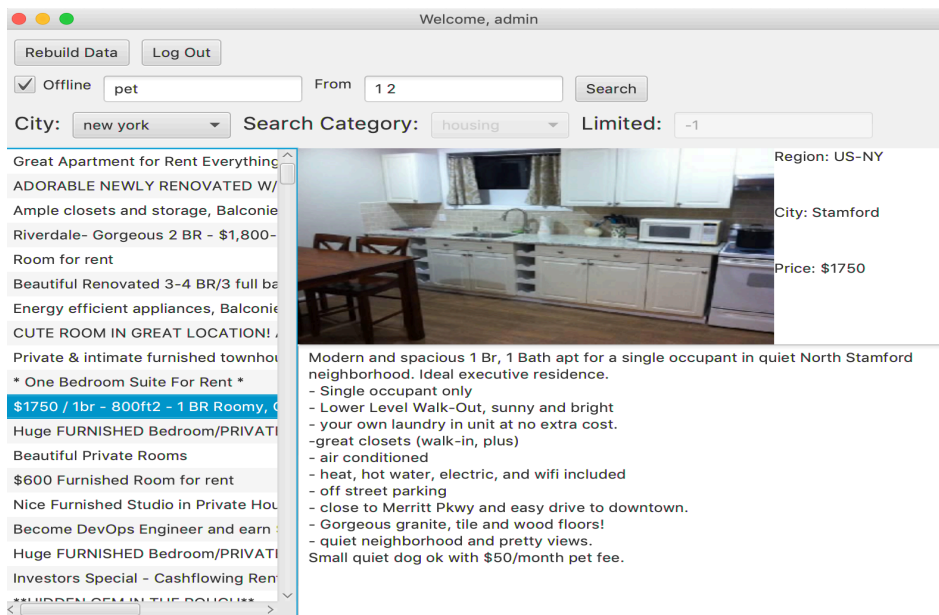 Welcome, admin
Rebuild Data Log Out
Offline pet From 1 2 Search
City: new york Search Category: housing Limited: -1
Great Apartment for Rent Everything
ADORABLE NEWLY RENOVATED W/
Ample closets and storage, Balconie
Riverdale- Gorgeous 2 BR - $1,800-
Room for rent
Beautiful Renovated 3-4 BR/3 full ba
Energy efficient appliances, Balconie
CUTE ROOM IN GREAT LOCATION!
Private & intimate furnished townhou
* One Bedroom Suite For Rent *
$1750 / 1br - 800ft2 - 1 BR Roomy,
Huge FURNISHED Bedroom/PRIVATI
Beautiful Private Rooms
$600 Furnished Room for rent
Nice Furnished Studio in Private Hou
Become DevOps Engineer and earn
Huge FURNISHED Bedroom/PRIVATI
Investors Special - Cashflowing Ren
**HIDDEN GEM IN THE ROUGH**
Region: US-NY
City: Stamford
Price: $1750
Modern and spacious 1 Br, 1 Bath apt for a single occupant in quiet North Stamford
neighborhood. Ideal executive residence.
- Single occupant only
- Lower Level Walk-Out, sunny and bright
- your own laundry in unit at no extra cost.
-great closets (walk-in, plus)
- air conditioned
- heat, hot water, electric, and wifi included
- off street parking
- close to Merritt Pkwy and easy drive to downtown.
- Gorgeous granite, tile and wood floors!
- quiet neighborhood and pretty views.
Small quiet dog ok with $50/month pet fee.